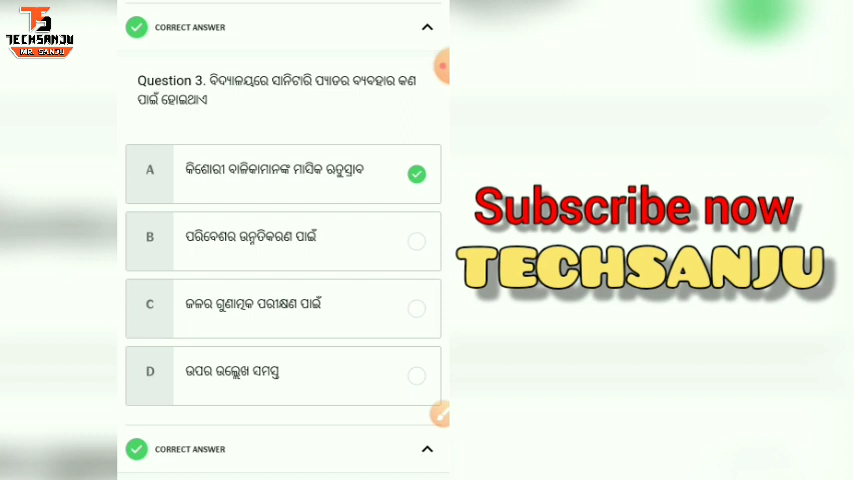 TS
TECHSANJU
MR. SANJU
CORRECT ANSWER
Question 3. ବିଦ୍ୟାଳୟରେ ସାନିଟାରି ପ୍ୟାଡର ବ୍ୟବହାର କଣ
ପାଇଁ ହୋଇଥାଏ
A କିଶୋରୀ ବାଳିକାମାନଙ୍କ ମାସିକ ଋତୁସ୍ରାବ
B ପରିବେଶର ଉନ୍ନତିକରଣ ପାଇଁ
C ଜଳର ଗୁଣାତ୍ମକ ପରୀକ୍ଷଣ ପାଇଁ
D ଉପର ଉଲ୍ଲେଖ ସମସ୍ତ
CORRECT ANSWER
Subscribe now
TECHSANJU